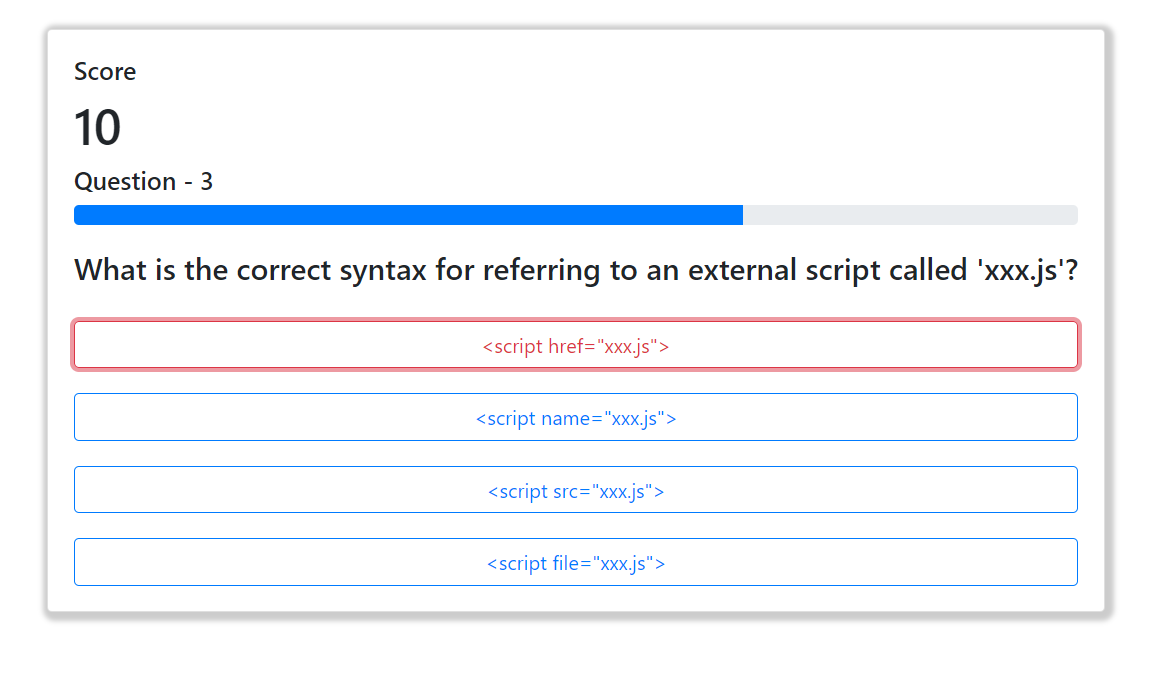 Score
10
Question - 3
What is the correct syntax for referring to an external script called 'xxx.js'?
<script href="xxx.js">
<script name="xxx.js">
<script src="xxx.js">
<script file="xxx.js">